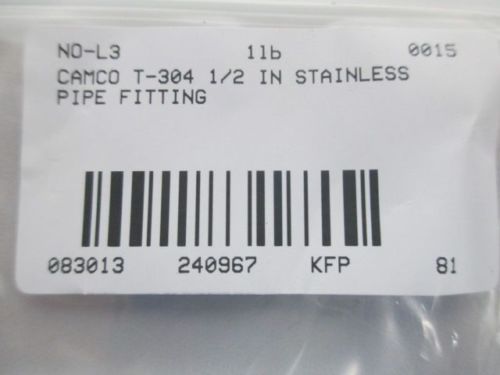 NO-L3 1lb 0015
CAMCO T-304 1/2 IN STAINLESS
PIPE FITTING
083013 240967 KFP 81